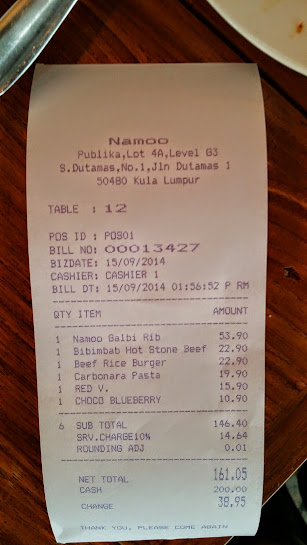 Namoo
Publika,Lot 4A,Level G3
S.Dutamas,No.1,Jln Dutamas 1
50480 Kula Lumpur
TABLE : 12
POS ID : POS01
BILL NO: 00013427
BIZDATE: 15/09/2014
CASHIER: CASHIER 1
BILL DT: 15/09/2014 01:56:52 P RM
QTY ITEM AMOUNT
1 Namoo Galbi Rib 53.90
1 Bibimbab Hot Stone Beef 22.90
1 Beef Rice Burger 22.90
1 Carbonara Pasta 19.90
1 RED V. 15.90
1 CHOCO BLUEBERRY 10.90
6 SUB TOTAL 146.40
SRV.CHARGE10% 14.64
ROUNDING ADJ 0.01
NET TOTAL 161.05
CASH 200.00
CHANGE 38.95
THANK YOU, PLEASE COME AGAIN